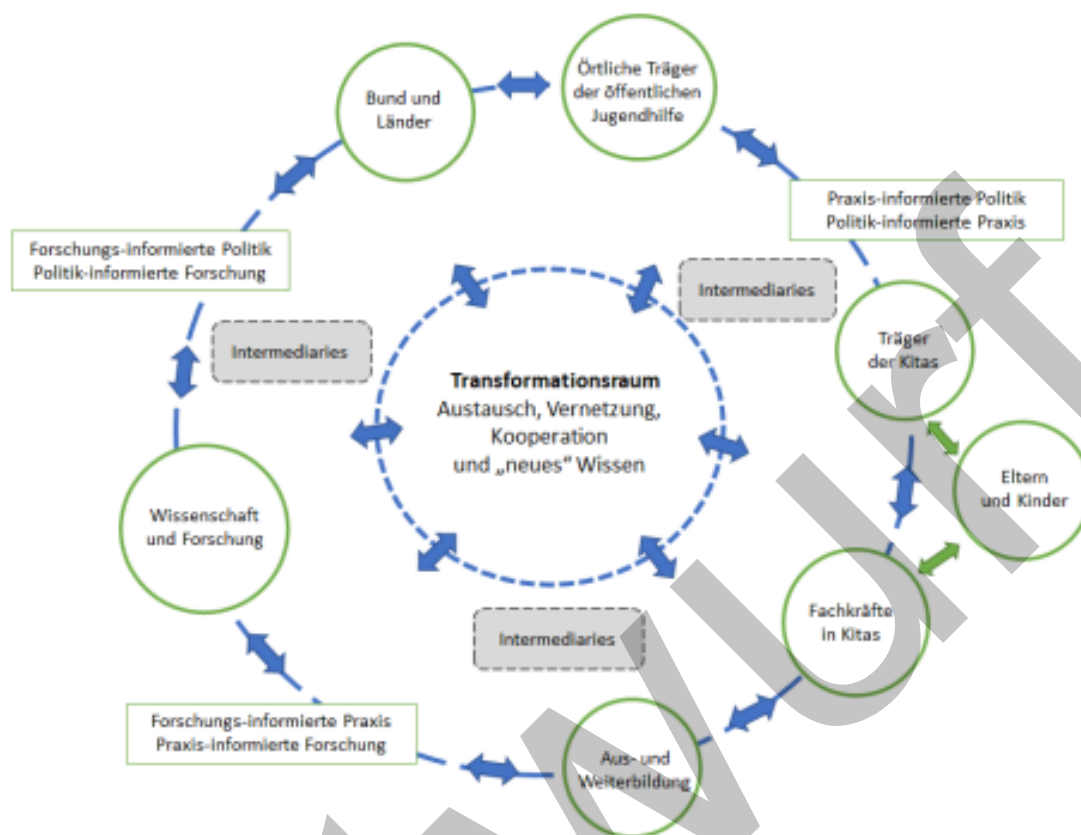 Bund und
Länder
Örtliche Träger
der öffentlichen
Jugendhilfe
Praxis-informierte Politik
Politik-informierte Praxis
Forschungs-informierte Politik
Politik-informierte Forschung
Intermediaries
Intermediaries
Träger
der Kitas
Transformationsraum
Austausch, Vernetzung,
Kooperation
und „neues“ Wissen
Eltern
und Kinder
Wissenschaft
und Forschung
Fachkräfte
in Kitas
Intermediaries
Forschungs-informierte Praxis
Praxis-informierte Forschung
Aus- und
Weiterbildung